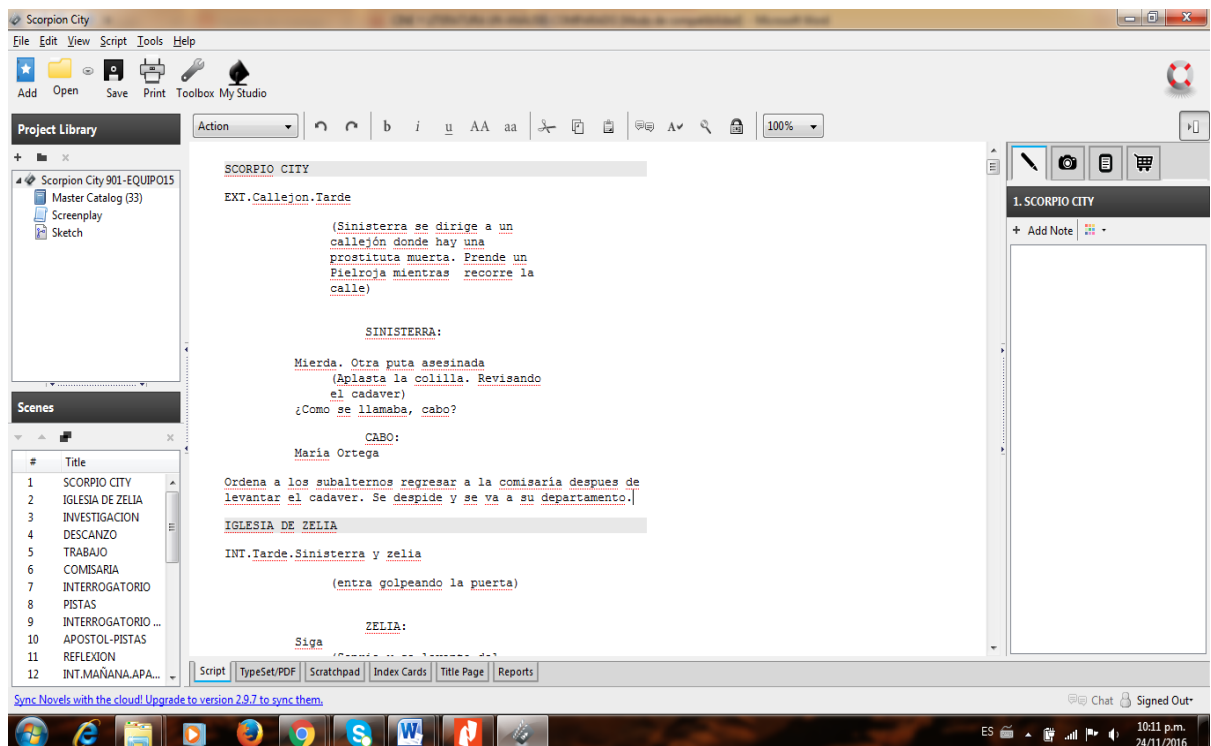 Scorpion City
File Edit View Script Tools Help
Add Open Save Print Toolbox My Studio
Project Library
Action
b i u AA aa
100%
Scorpion City 901-EQUIPO15
Master Catalog (33)
Screenplay
Sketch
Scenes
# Title
1 SCORPIO CITY
2 IGLESIA DE ZELIA
3 INVESTIGACION
4 DESCANZO
5 TRABAJO
6 COMISARIA
7 INTERROGATORIO
8 PISTAS
9 INTERROGATORIO ...
10 APOSTOL-PISTAS
11 REFLEXION
12 INT.MAÑANA.APA...
SCORPIO CITY
EXT.Callejon.Tarde
(Sinisterra se dirige a un
callejón donde hay una
prostituta muerta. Prende un
Pielroja mientras recorre la
calle)
SINISTERRA:
Mierda. Otra puta asesinada
(Aplasta la colilla. Revisando
el cadaver)
¿Como se llamaba, cabo?
CABO:
María Ortega
Ordena a los subalternos regresar a la comisaría despues de
levantar el cadaver. Se despide y se va a su departamento.
IGLESIA DE ZELIA
INT.Tarde.Sinisterra y zelia
(entra golpeando la puerta)
ZELIA:
Siga
1. SCORPIO CITY
+ Add Note
Script TypeSet/PDF Scratchpad Index Cards Title Page Reports
Sync Novels with the cloud! Upgrade to version 2.9.7 to sync them.
Chat Signed Out
ES
10:11 p.m.
24/11/2016